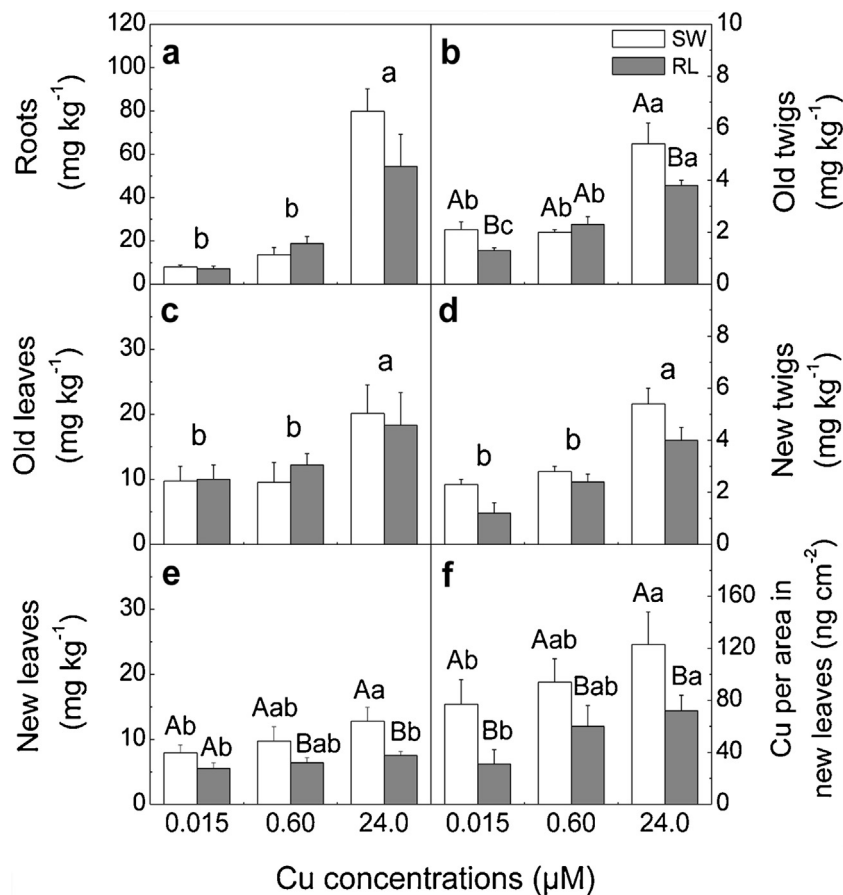 a
b
SW
RL
Roots
(mg kg⁻¹)
120
100
80
60
40
20
0
b
b
a
Ab
Bc
Ab
Ab
Aa
Ba
10
8
6
4
2
0
Old twigs
(mg kg⁻¹)
c
d
Old leaves
(mg kg⁻¹)
30
20
10
0
b
b
a
b
b
a
8
6
4
2
0
New twigs
(mg kg⁻¹)
e
f
New leaves
(mg kg⁻¹)
30
20
10
0
Ab
Ab
Aab
Bab
Aa
Bb
Ab
Bb
Aab
Bab
Aa
Ba
160
120
80
40
0
Cu per area in
new leaves (ng cm⁻²)
0.015 0.60 24.0 0.015 0.60 24.0
Cu concentrations (µM)